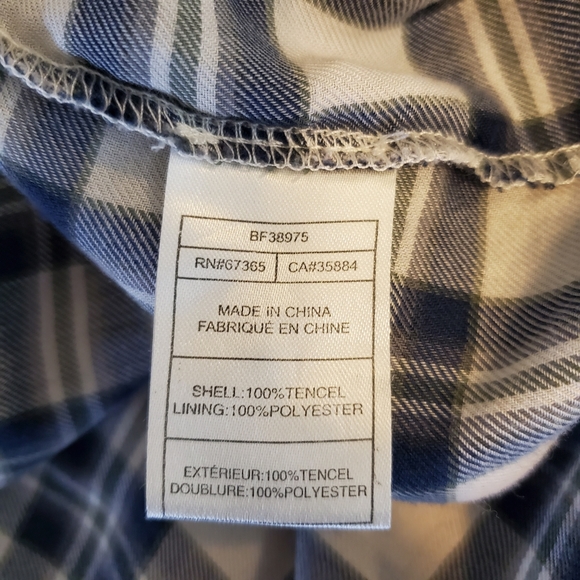 BF38975
RN#67365 CA#35884
MADE IN CHINA
FABRIQUÉ EN CHINE
SHELL:100%TENCEL
LINING:100%POLYESTER
EXTÉRIEUR:100%TENCEL
DOUBLURE:100%POLYESTER